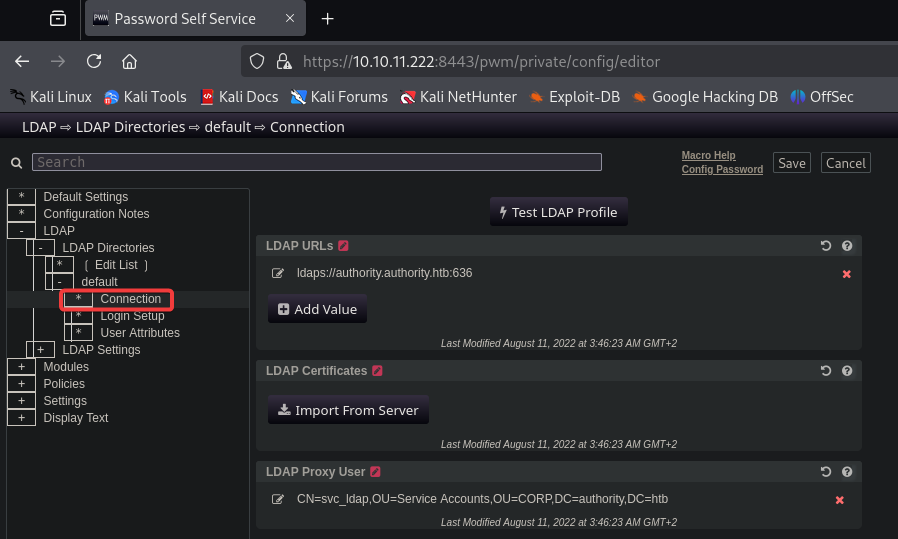 PWM Password Self Service
https://10.10.11.222:8443/pwm/private/config/editor
Kali Linux Kali Tools Kali Docs Kali Forums Kali NetHunter Exploit-DB Google Hacking DB OffSec
LDAP ⇨ LDAP Directories ⇨ default ⇨ Connection
Search
Macro Help
Config Password
Save Cancel
* Default Settings
* Configuration Notes
- LDAP
- LDAP Directories
* [ Edit List ]
- default
* Connection
* Login Setup
* User Attributes
+ LDAP Settings
+ Modules
+ Policies
+ Settings
+ Display Text
Test LDAP Profile
LDAP URLs
ldaps://authority.authority.htb:636
Add Value
Last Modified August 11, 2022 at 3:46:23 AM GMT+2
LDAP Certificates
Import From Server
Last Modified August 11, 2022 at 3:46:23 AM GMT+2
LDAP Proxy User
CN=svc_ldap,OU=Service Accounts,OU=CORP,DC=authority,DC=htb
Last Modified August 11, 2022 at 3:46:23 AM GMT+2